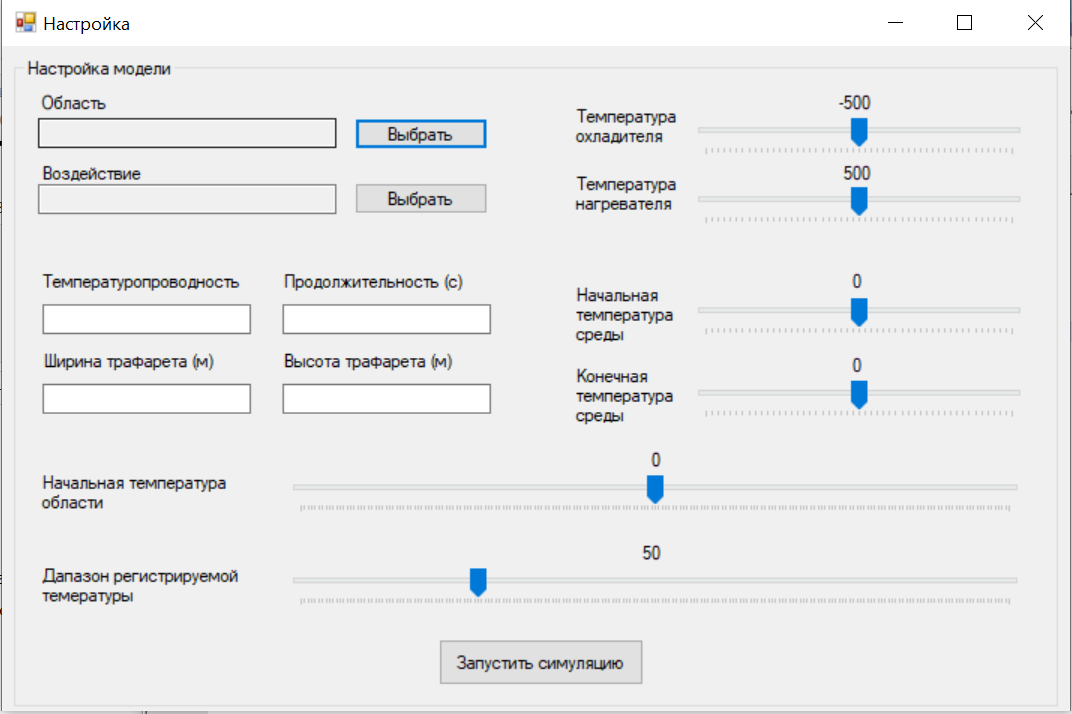 Настройка
Настройка модели
Область
Выбрать
Воздействие
Выбрать
-500
Температура
охладителя
500
Температура
нагревателя
Температуропроводность
Продолжительность (с)
Ширина трафарета (м)
Высота трафарета (м)
0
Начальная
температура
среды
0
Конечная
температура
среды
0
Начальная температура
области
50
Дапазон регистрируемой
темературы
Запустить симуляцию